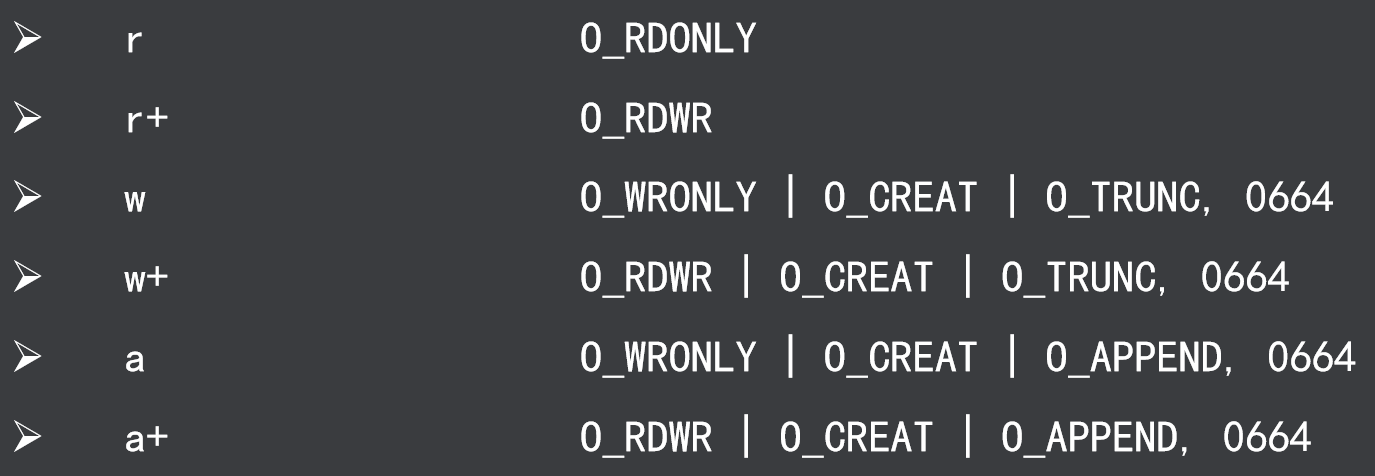 ➢ r O_RDONLY
➢ r+ O_RDWR
➢ w O_WRONLY | O_CREAT | O_TRUNC, 0664
➢ w+ O_RDWR | O_CREAT | O_TRUNC, 0664
➢ a O_WRONLY | O_CREAT | O_APPEND, 0664
➢ a+ O_RDWR | O_CREAT | O_APPEND, 0664